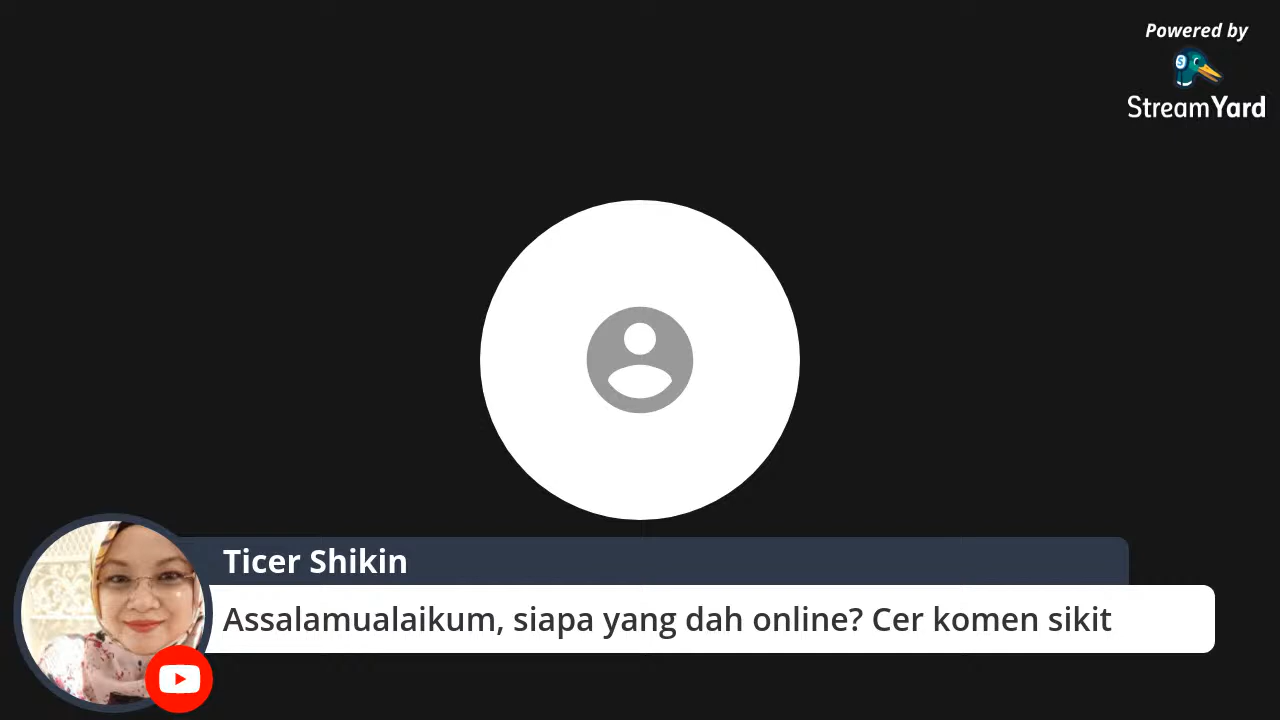 Powered by
StreamYard
Ticer Shikin
Assalamualaikum, siapa yang dah online? Cer komen sikit